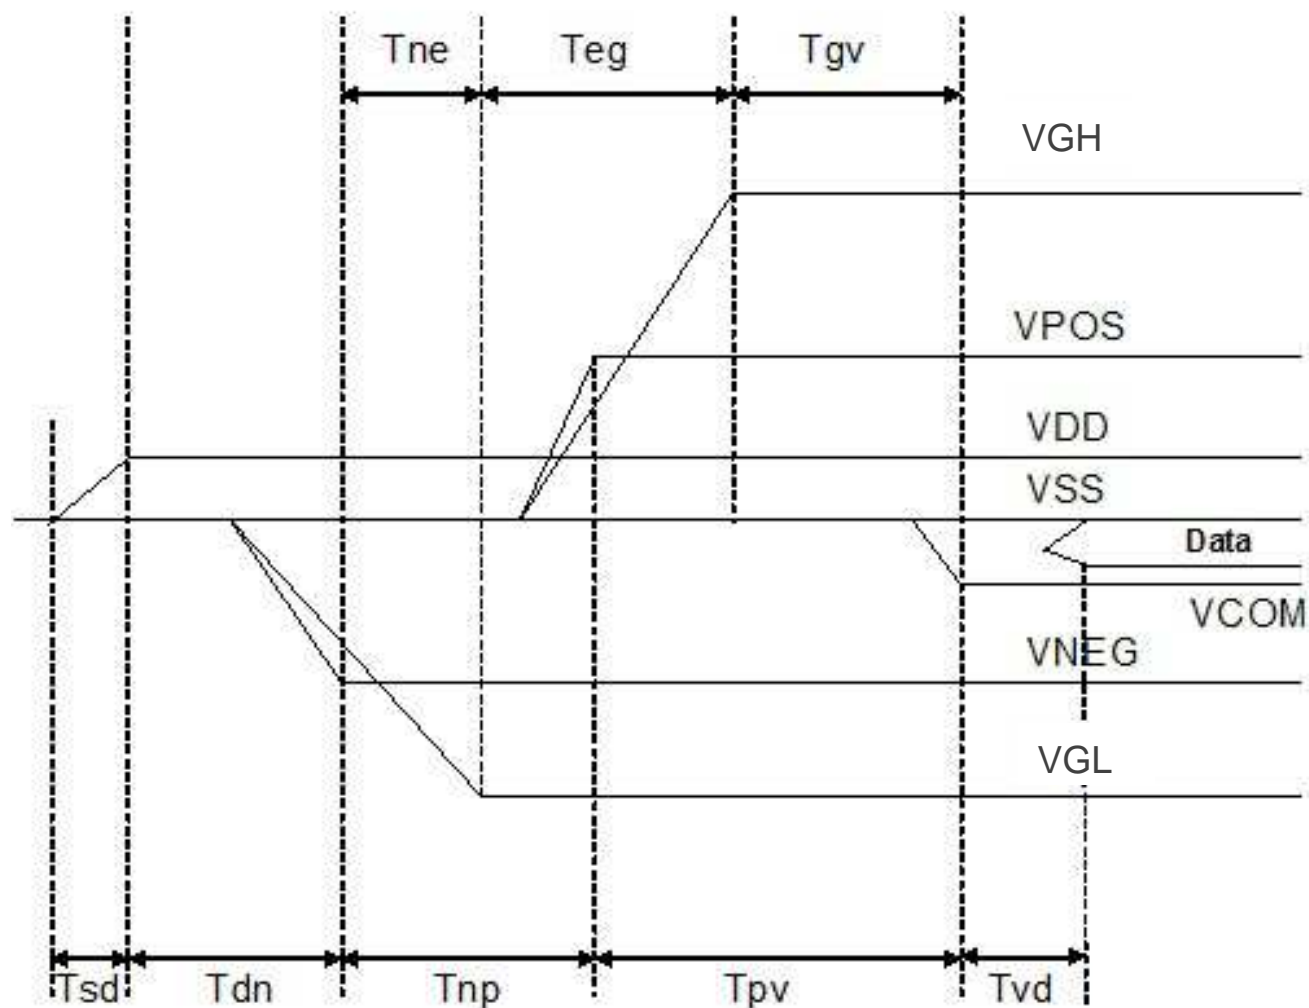 Tne Teg Tgv
VGH
VPOS
VDD
VSS
Data
VCOM
VNEG
VGL
Tsd Tdn Tnp Tpv Tvd